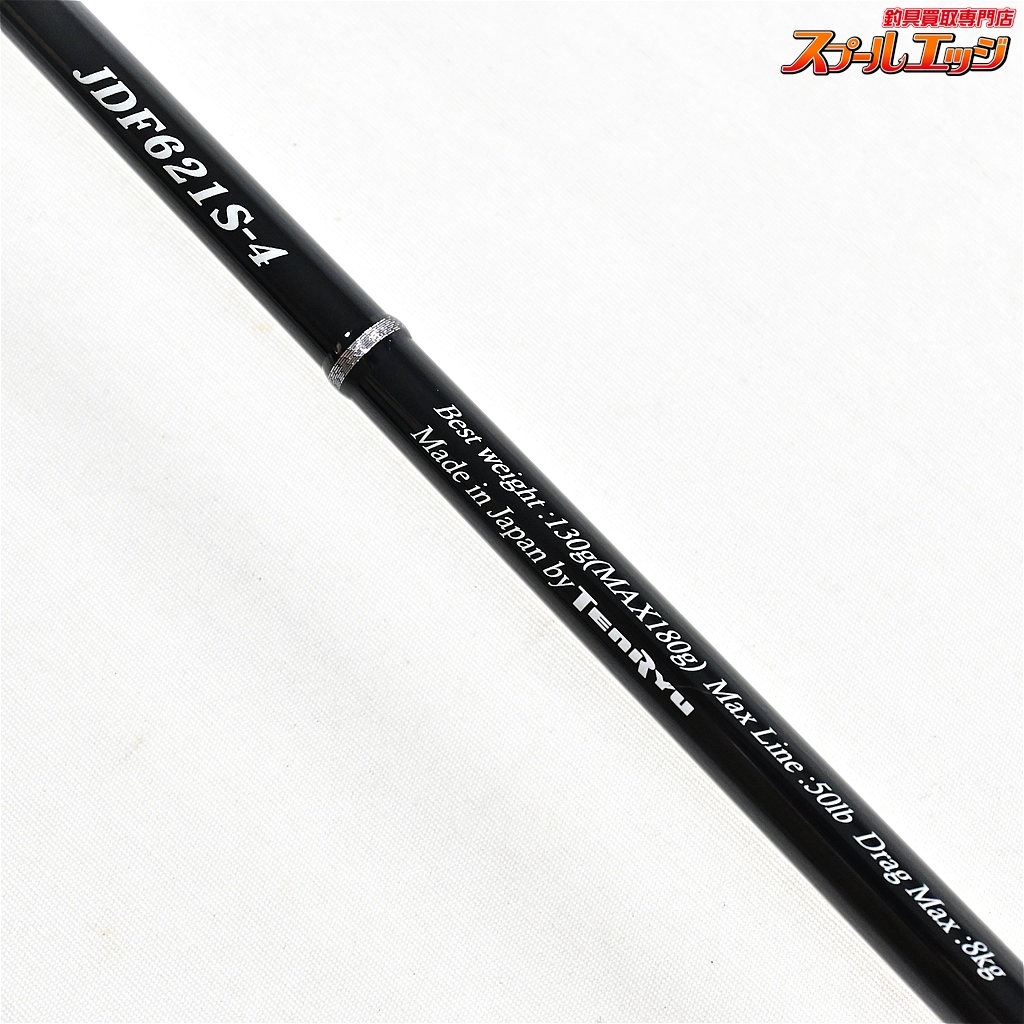 釣具買取専門店
スプールエッジ
JDF621S-4
Best weight :130g(MAX180g) Max Line :50lb Drag Max :8kg
Made in Japan by TenRyu